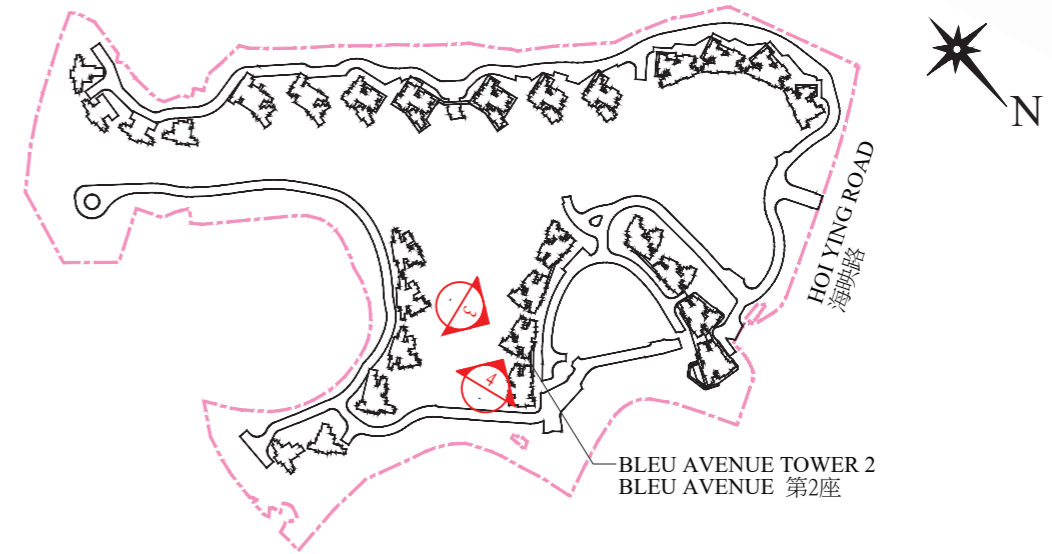 N
HOI YING ROAD
海映路
3
4
BLEU AVENUE TOWER 2
BLEU AVENUE 第2座